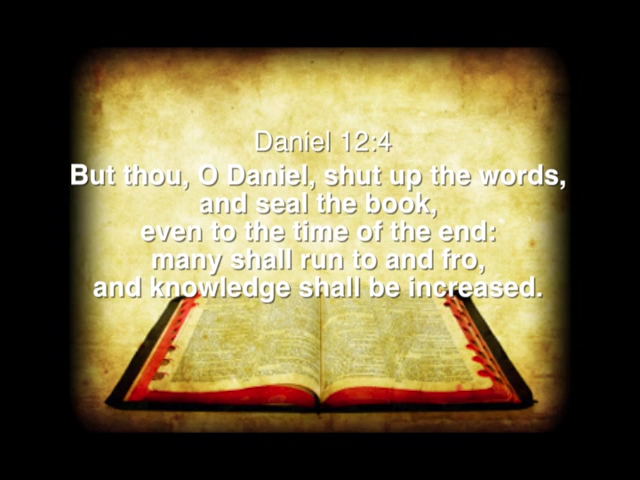 Daniel 12:4
But thou, O Daniel, shut up the words,
and seal the book,
even to the time of the end:
many shall run to and fro,
and knowledge shall be increased.